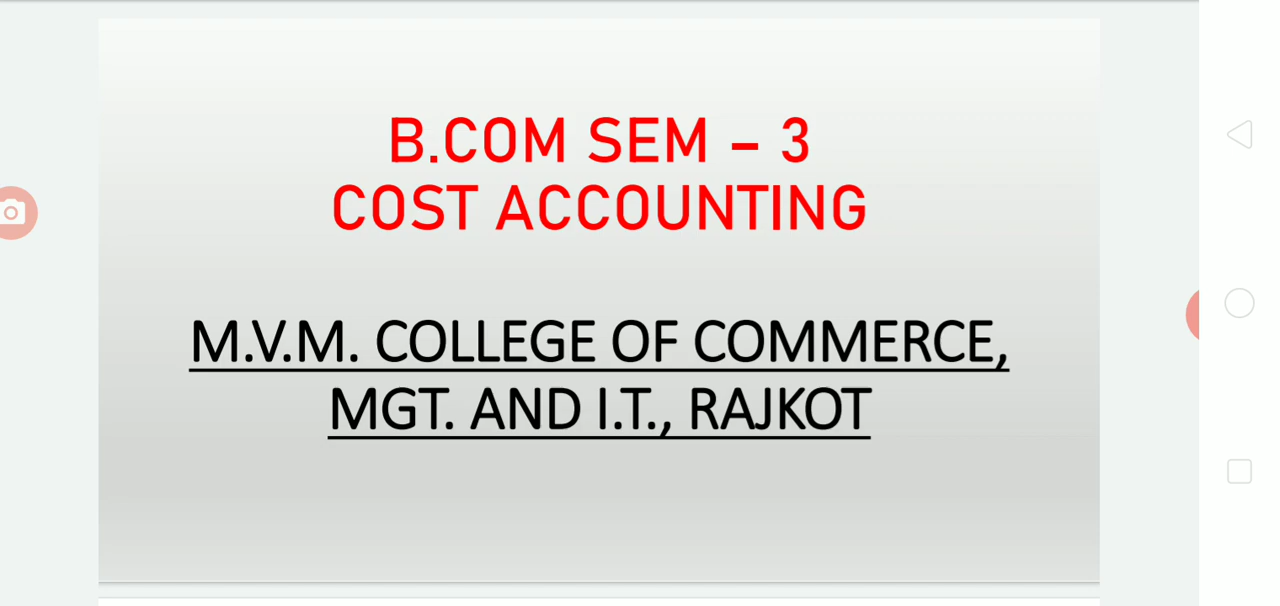 B.COM SEM – 3
COST ACCOUNTING
M.V.M. COLLEGE OF COMMERCE,
MGT. AND I.T., RAJKOT